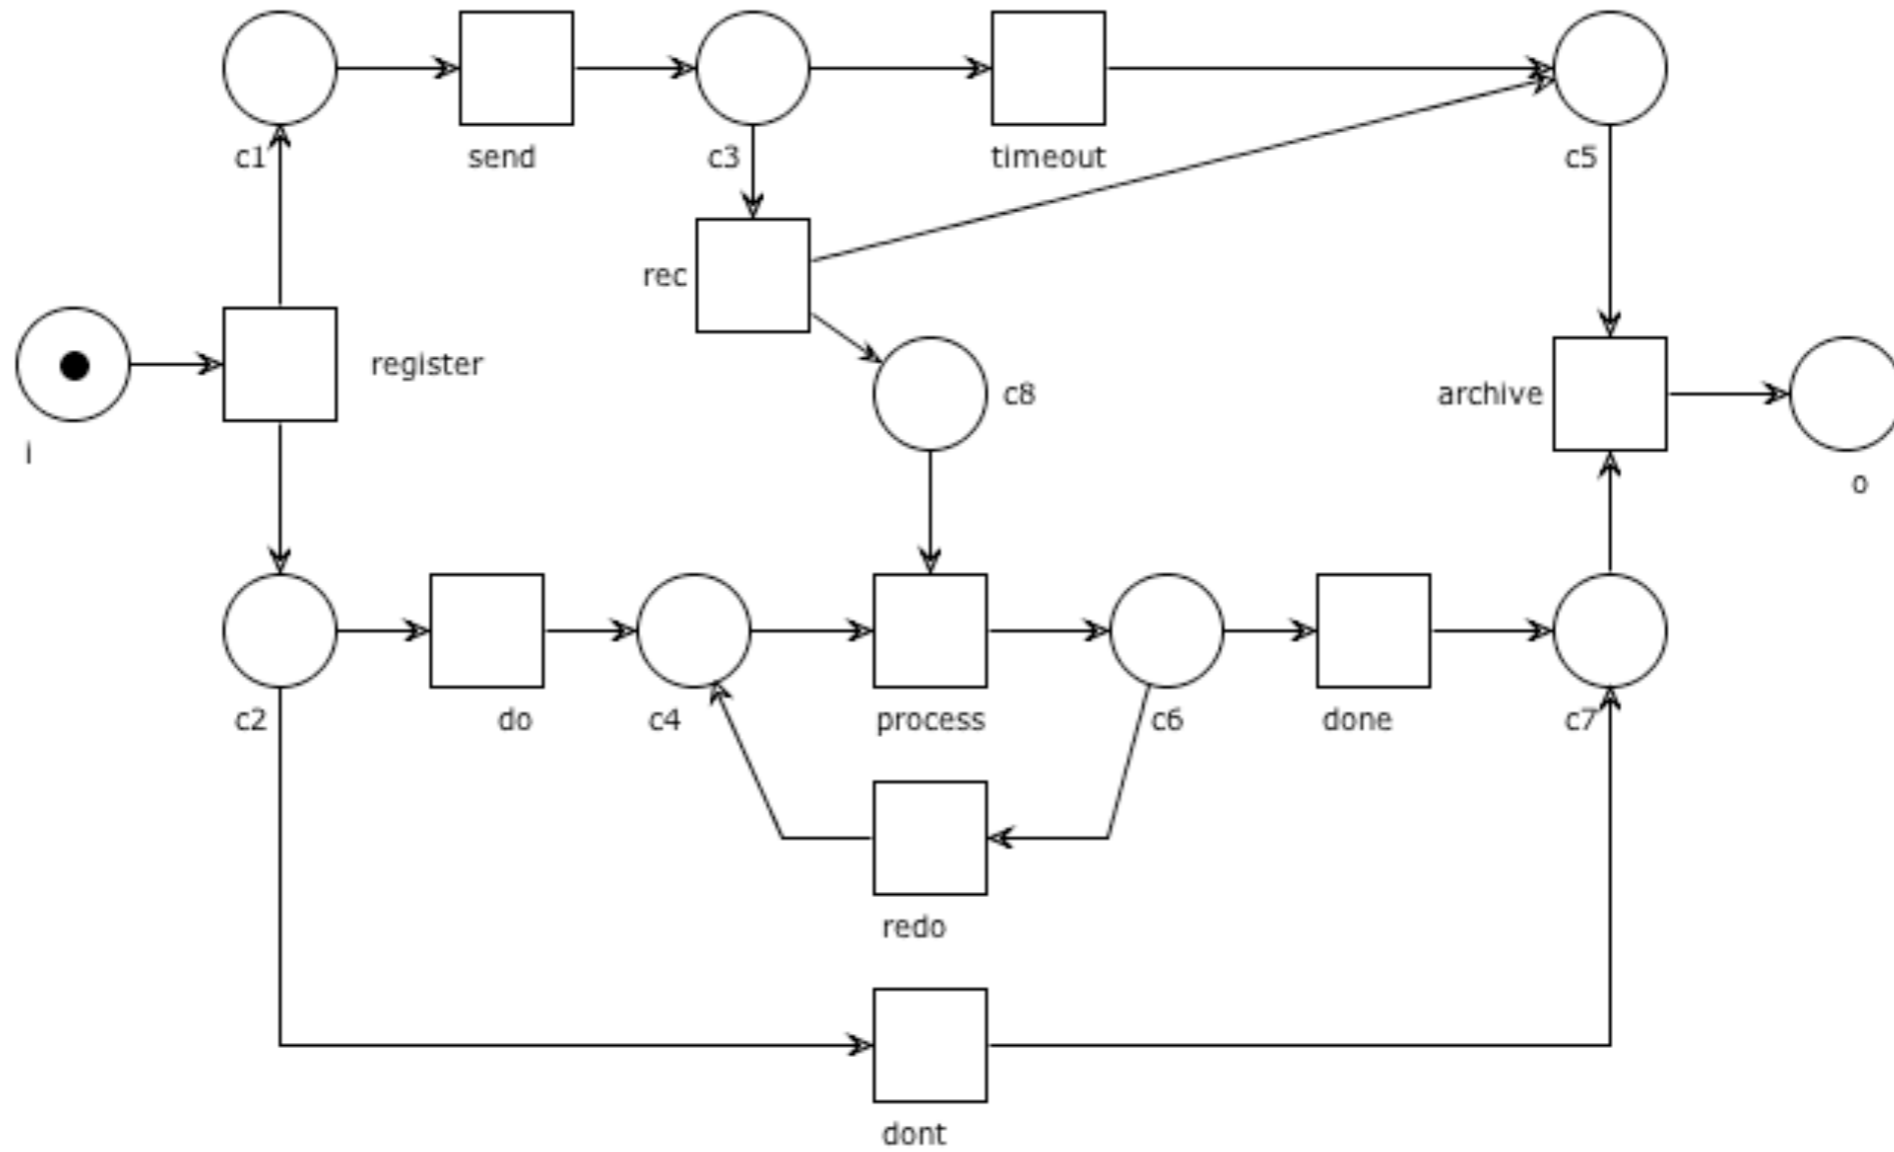 c1
send
c3
timeout
c5
rec
register
c8
archive
i
o
c2
do
c4
process
c6
done
c7
redo
dont